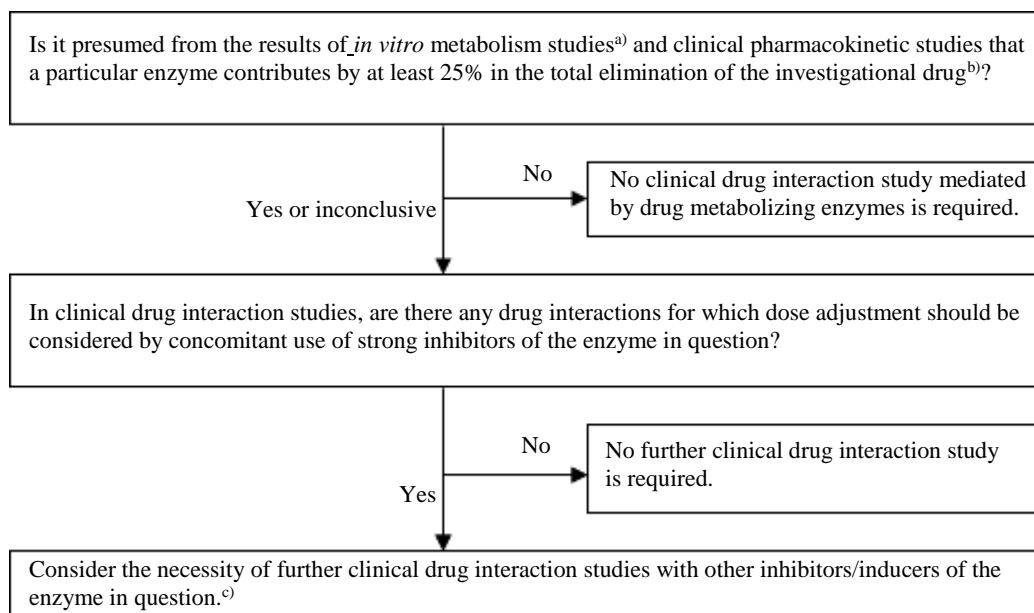 Is it presumed from the results of in vitro metabolism studiesa) and clinical pharmacokinetic studies that
a particular enzyme contributes by at least 25% in the total elimination of the investigational drugb)?
No
No clinical drug interaction study mediated
by drug metabolizing enzymes is required.
Yes or inconclusive
In clinical drug interaction studies, are there any drug interactions for which dose adjustment should be
considered by concomitant use of strong inhibitors of the enzyme in question?
No
No further clinical drug interaction study
is required.
Yes
Consider the necessity of further clinical drug interaction studies with other inhibitors/inducers of the
enzyme in question.c)